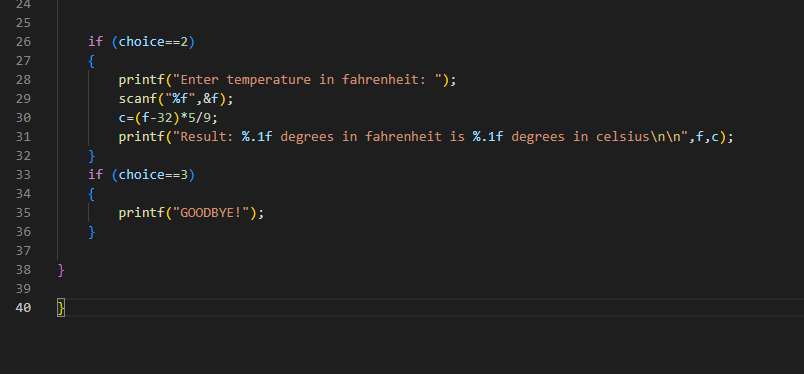 24
25
26 if (choice==2)
27 {
28 printf("Enter temperature in fahrenheit: ");
29 scanf("%f",&f);
30 c=(f-32)*5/9;
31 printf("Result: %.1f degrees in fahrenheit is %.1f degrees in celsius\n\n",f,c);
32 }
33 if (choice==3)
34 {
35 printf("GOODBYE!");
36 }
37
38 }
39
40 }